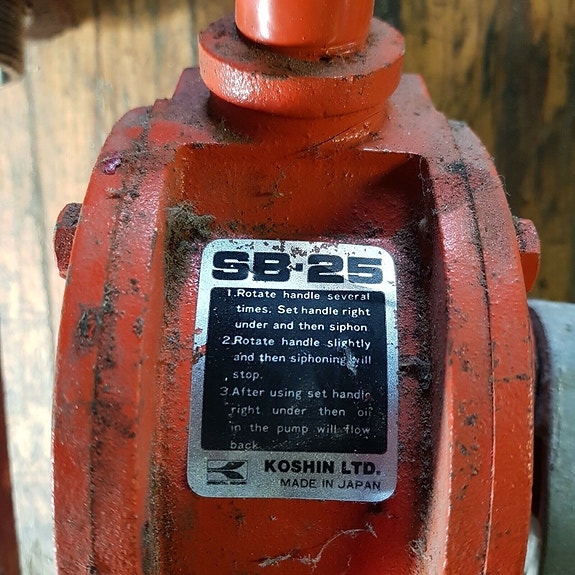 SB-25
1.Rotate handle several
times. Set handle right
under and then siphon
2.Rotate handle slightly
and then siphoning will
stop.
3.After using set handle
right under then oil
in the pump will flow
back.
KOSHIN LTD.
MADE IN JAPAN